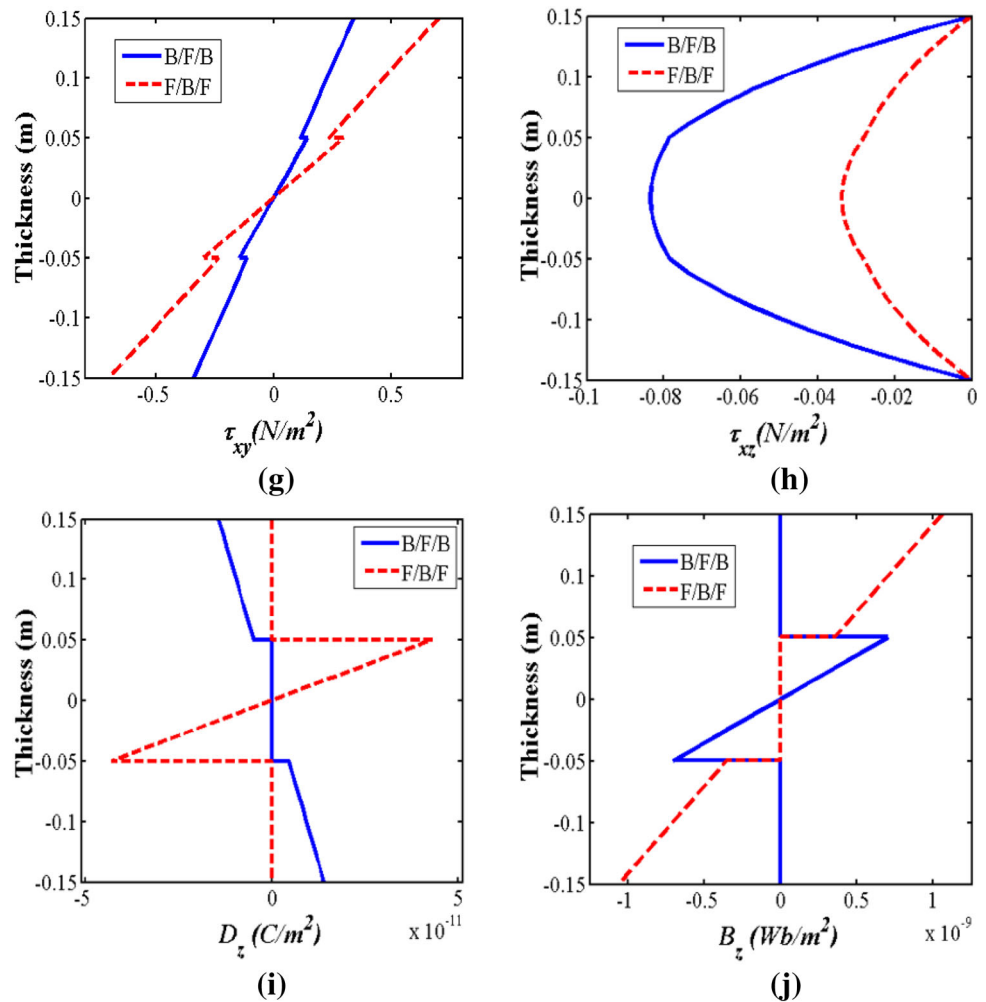 0.15
0.1
0.05
0
-0.05
-0.1
-0.15
Thickness (m)
B/F/B
F/B/F
-0.5 0 0.5
τxy(N/m²)
(g)
0.15
0.1
0.05
0
-0.05
-0.1
-0.15
Thickness (m)
B/F/B
F/B/F
-0.1 -0.08 -0.06 -0.04 -0.02 0
τxz(N/m²)
(h)
0.15
0.1
0.05
0
-0.05
-0.1
-0.15
Thickness (m)
B/F/B
F/B/F
-5 0 5
x 10⁻¹¹
Dz (C/m²)
(i)
0.15
0.1
0.05
0
-0.05
-0.1
-0.15
Thickness (m)
B/F/B
F/B/F
-1 -0.5 0 0.5 1
x 10⁻⁹
Bz (Wb/m²)
(j)